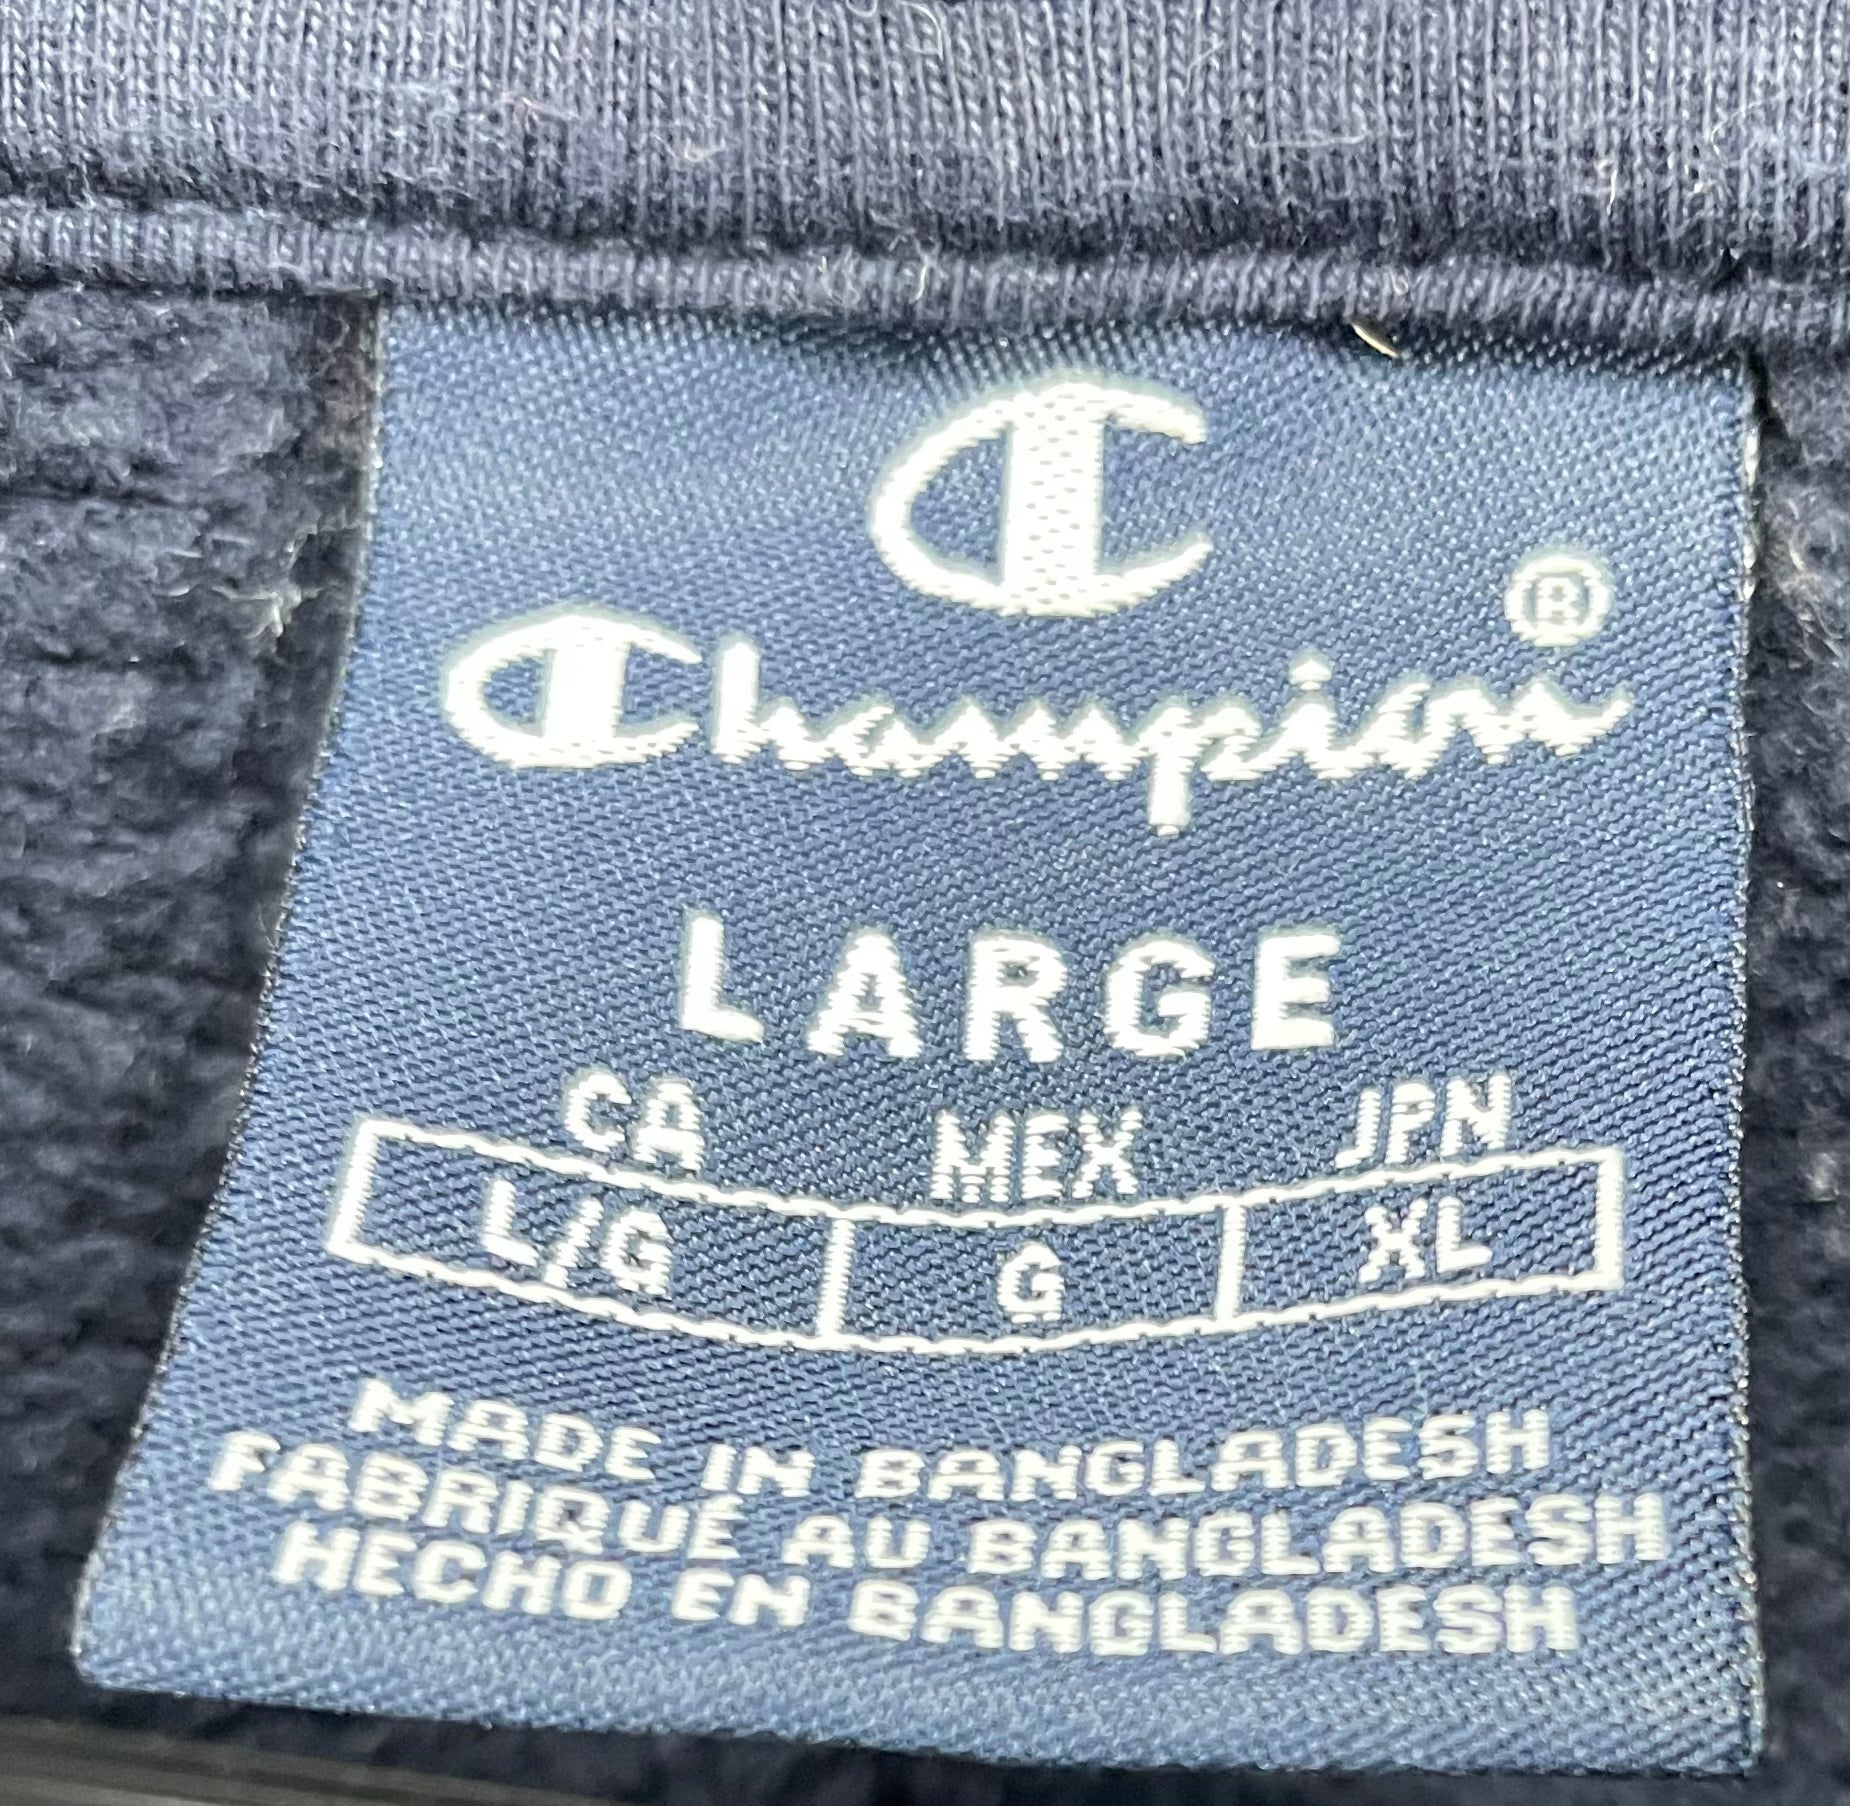 C
Champion®
LARGE
CA MEX JPN
L/G G XL
MADE IN BANGLADESH
FABRIQUÉ AU BANGLADESH
HECHO EN BANGLADESH